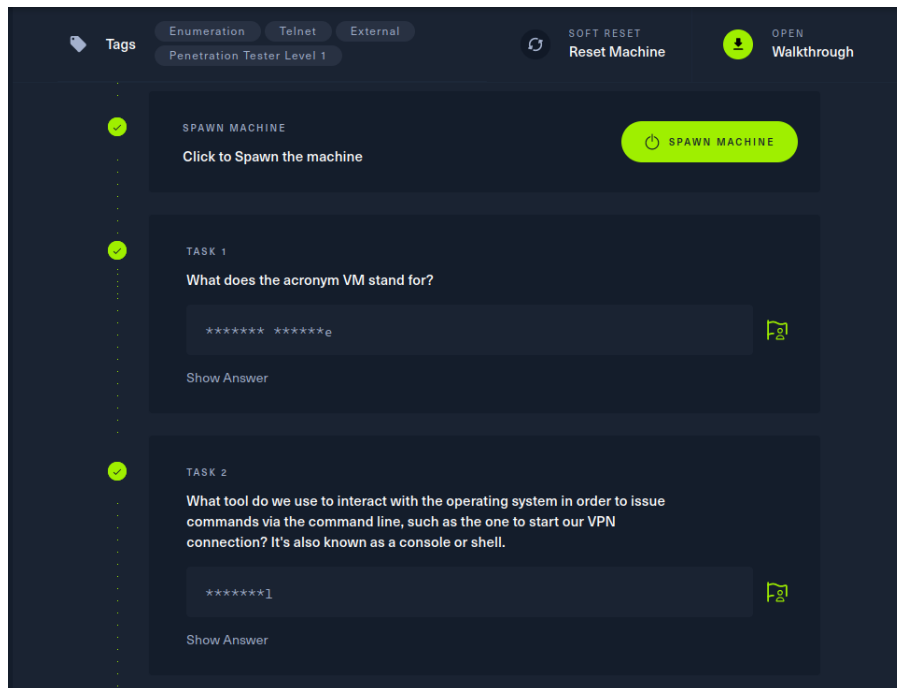 Tags
Enumeration Telnet External
Penetration Tester Level 1
SOFT RESET
Reset Machine
OPEN
Walkthrough
SPAWN MACHINE
Click to Spawn the machine
SPAWN MACHINE
TASK 1
What does the acronym VM stand for?
******* ******e
Show Answer
TASK 2
What tool do we use to interact with the operating system in order to issue
commands via the command line, such as the one to start our VPN
connection? It's also known as a console or shell.
*******l
Show Answer